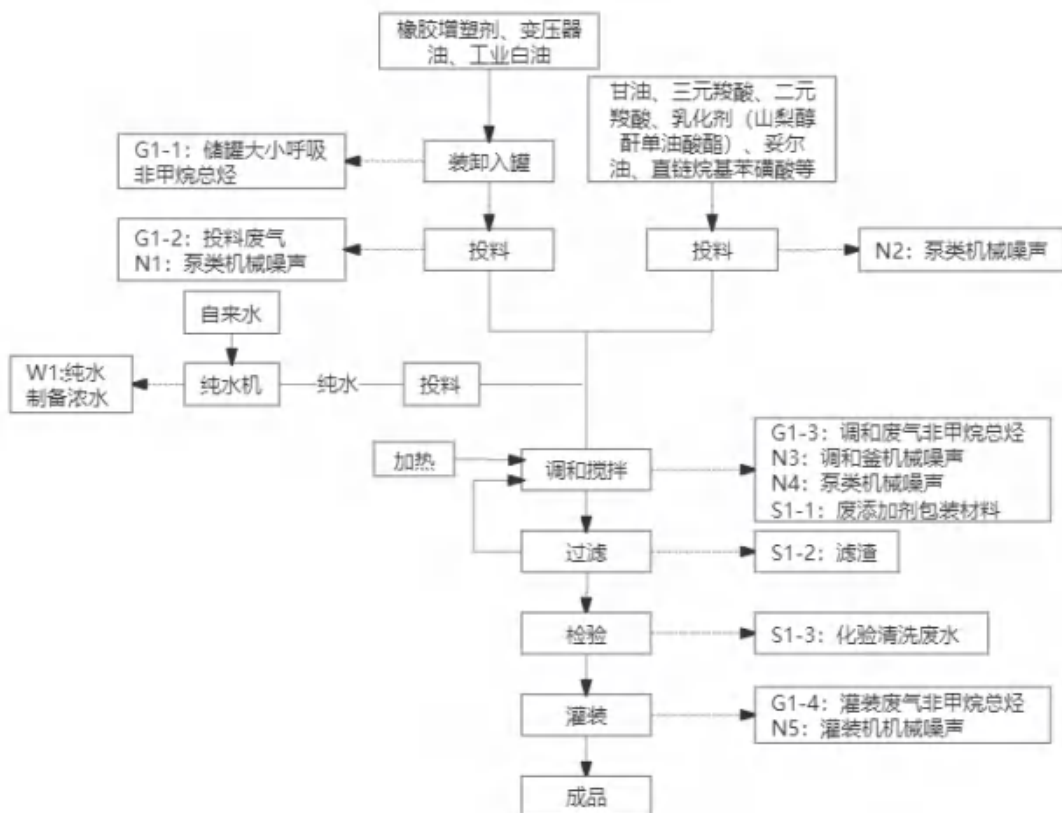 橡胶增塑剂、变压器
油、工业白油
甘油、三元羧酸、二元
羧酸、乳化剂（山梨醇
酐单油酸酯）、妥尔
油、直链烷基苯磺酸等
G1-1：储罐大小呼吸
非甲烷总烃
装卸入罐
G1-2：投料废气
N1：泵类机械噪声
投料
投料
N2：泵类机械噪声
自来水
W1:纯水
制备浓水
纯水机
纯水
投料
加热
调和搅拌
G1-3：调和废气非甲烷总烃
N3：调和釜机械噪声
N4：泵类机械噪声
S1-1：废添加剂包装材料
过滤
S1-2：滤渣
检验
S1-3：化验清洗废水
灌装
G1-4：灌装废气非甲烷总烃
N5：灌装机机械噪声
成品